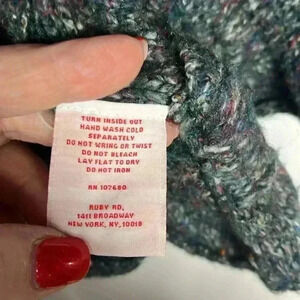 TURN INSIDE OUT
HAND WASH COLD
SEPARATELY
DO NOT WRING OR TWIST
DO NOT BLEACH
LAY FLAT TO DRY
DO NOT IRON
RN 107680
RUBY RD,
1411 BROADWAY
NEW YORK, NY, 10018